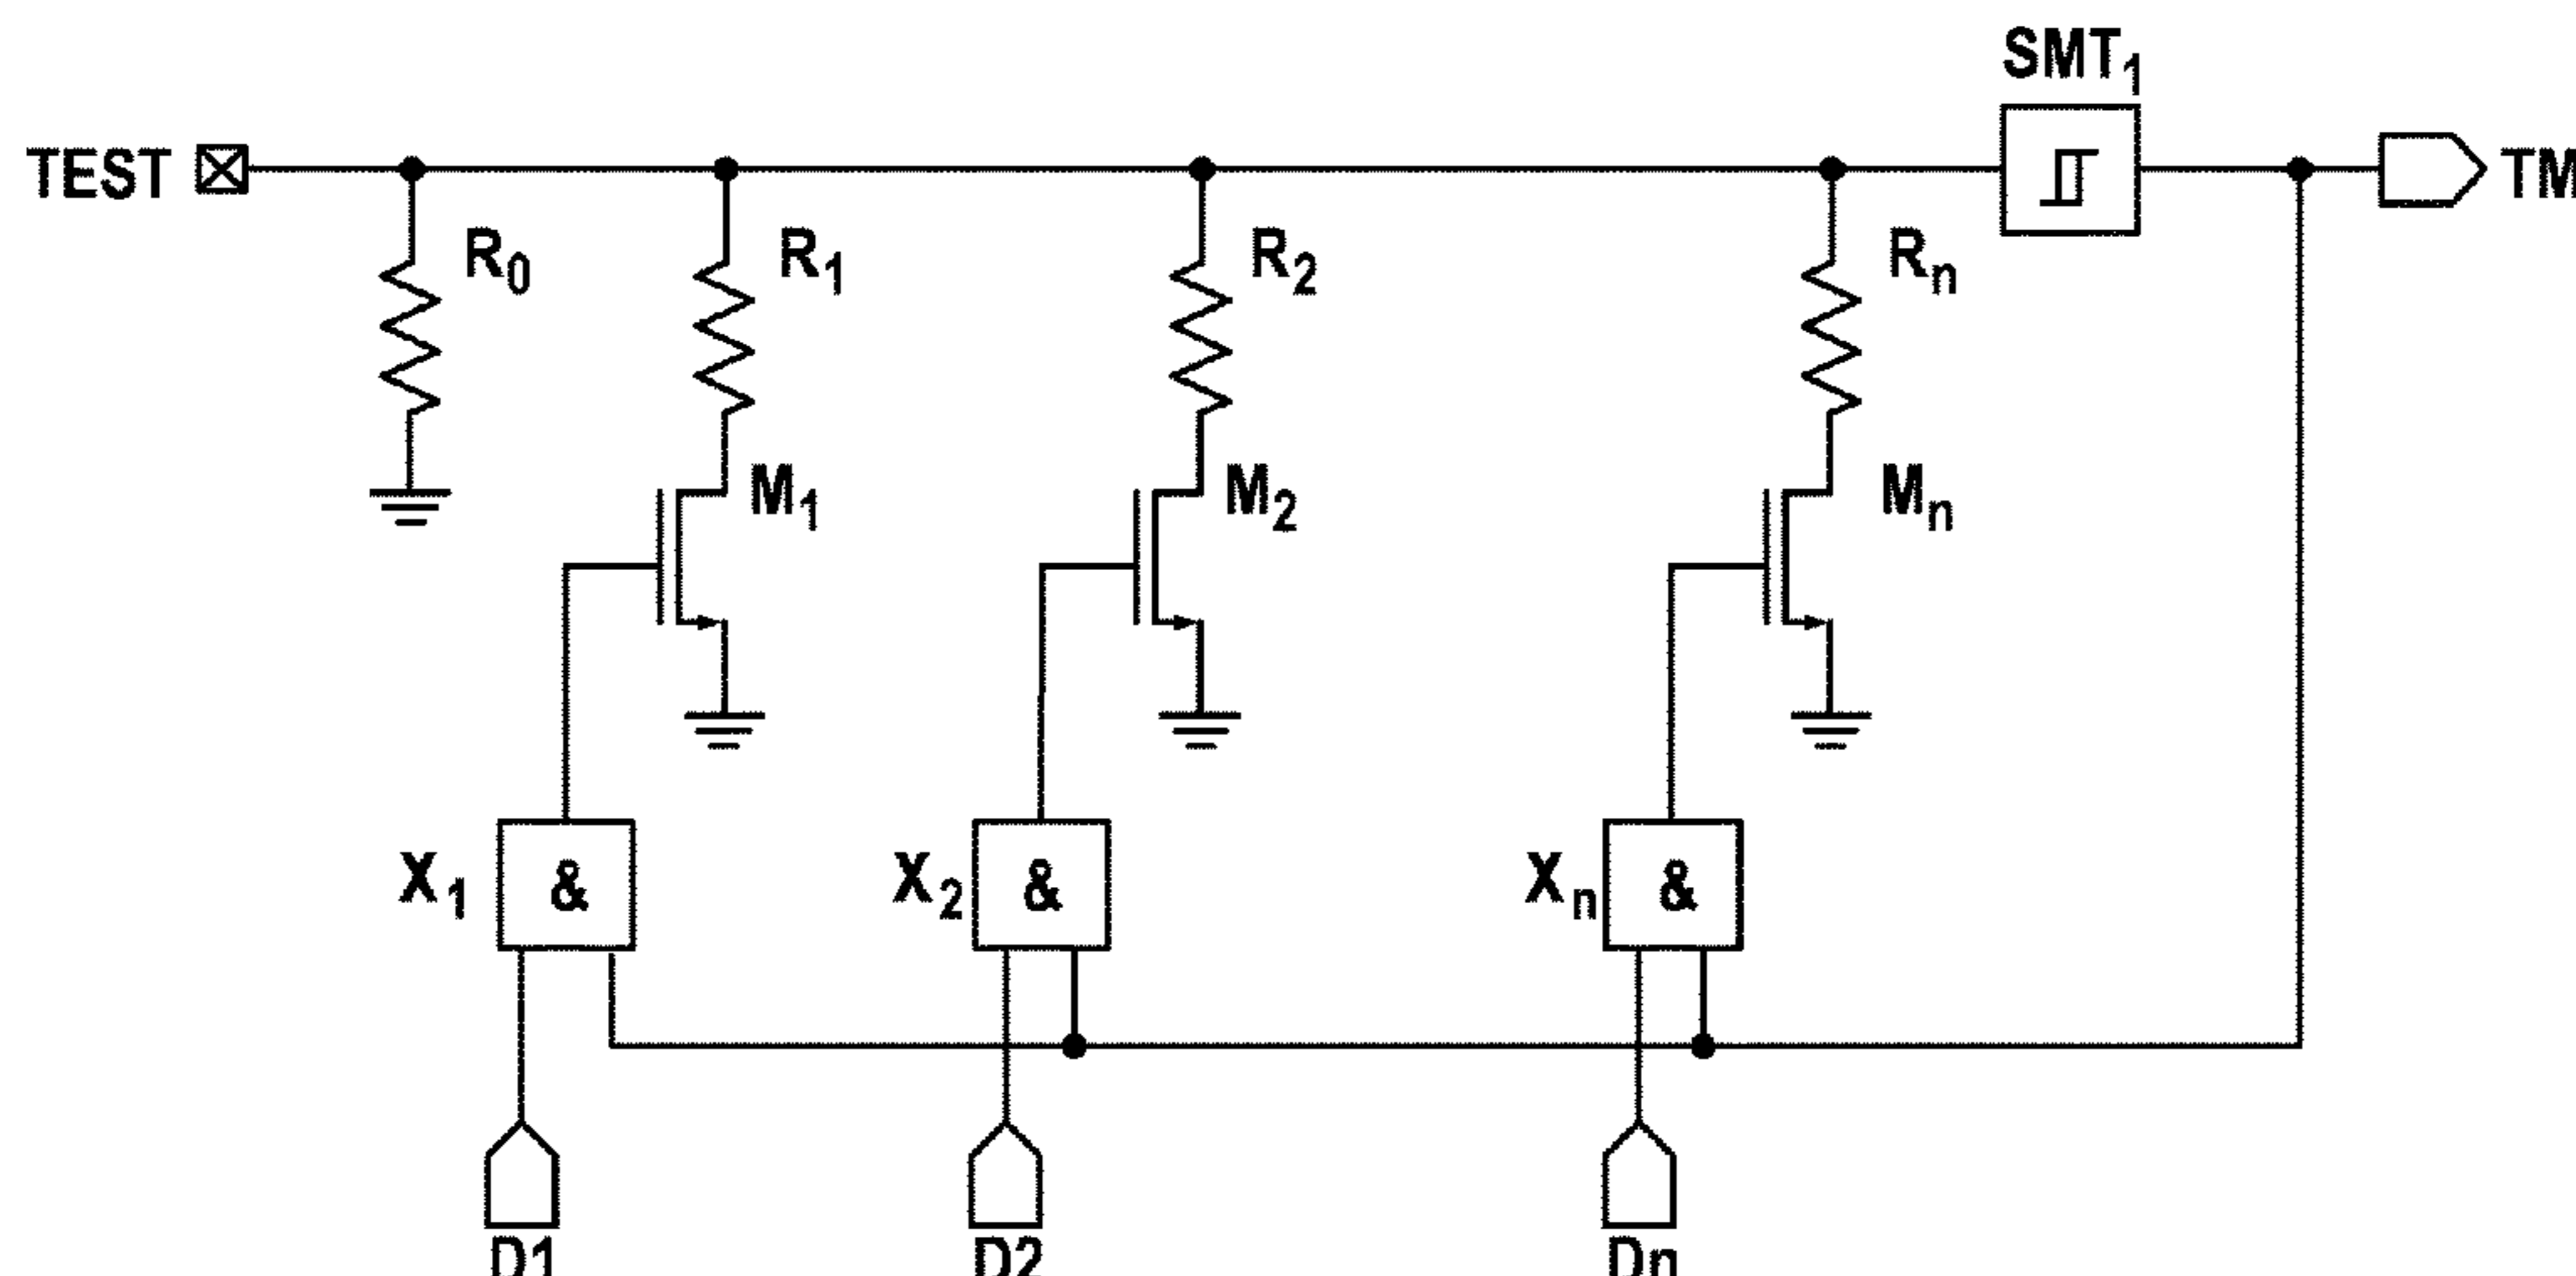 SMT1
TEST TM
R0 R1 R2 Rn
M1 M2 Mn
X1 & X2 & Xn &
D1 D2 Dn